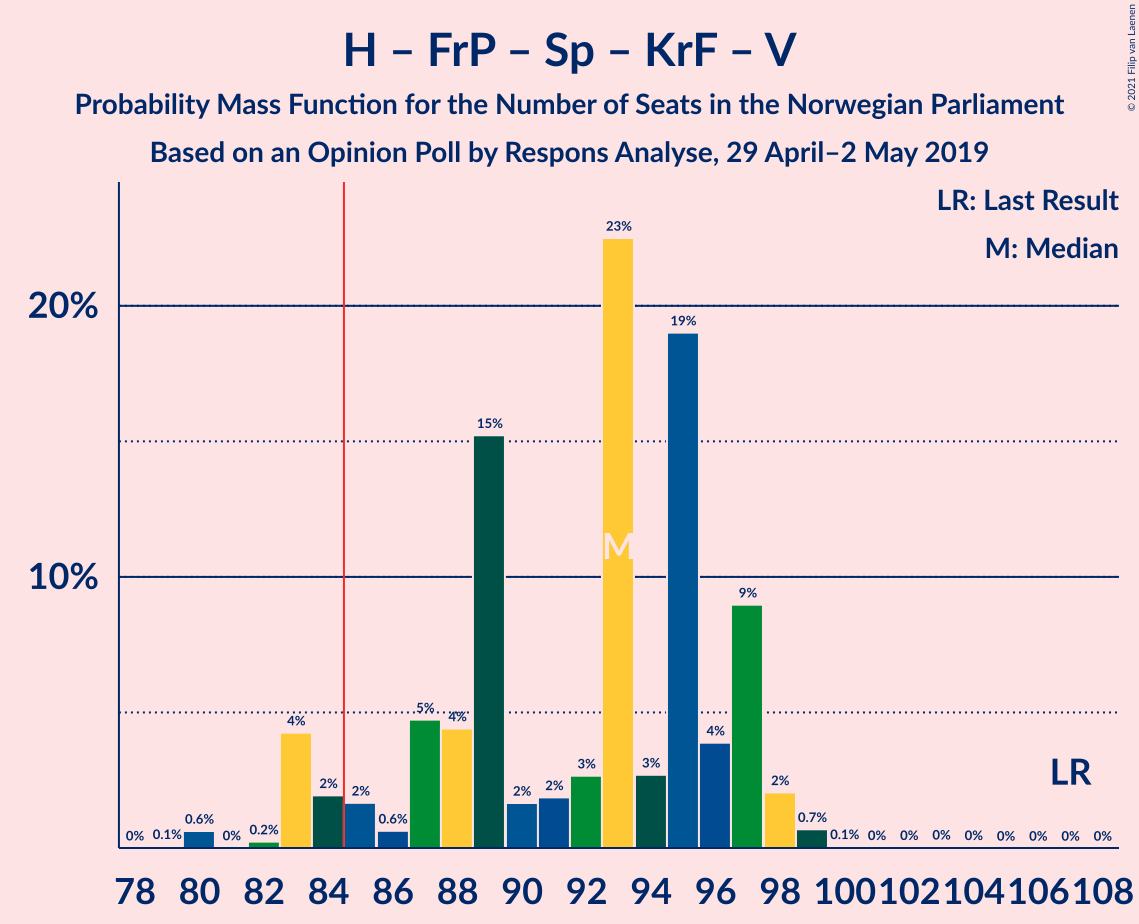 H – FrP – Sp – KrF – V
Probability Mass Function for the Number of Seats in the Norwegian Parliament
Based on an Opinion Poll by Respons Analyse, 29 April–2 May 2019
© 2021 Filip van Laenen
LR: Last Result
M: Median
20%
10%
0% 0.1% 0.6% 0% 0.2% 4% 2% 2% 0.6% 5% 4% 15% 2% 2% 3% 23% 3% 19% 4% 9% 2% 0.7% 0.1% 0% 0% 0% 0% 0% 0% 0% 0%
M
LR
78 80 82 84 86 88 90 92 94 96 98 100 102 104 106 108